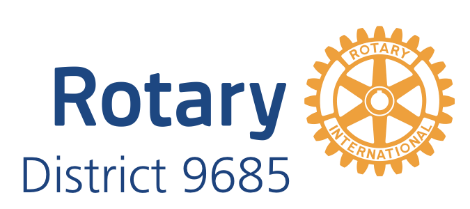 Rotary
District 9685
ROTARY
INTERNATIONAL